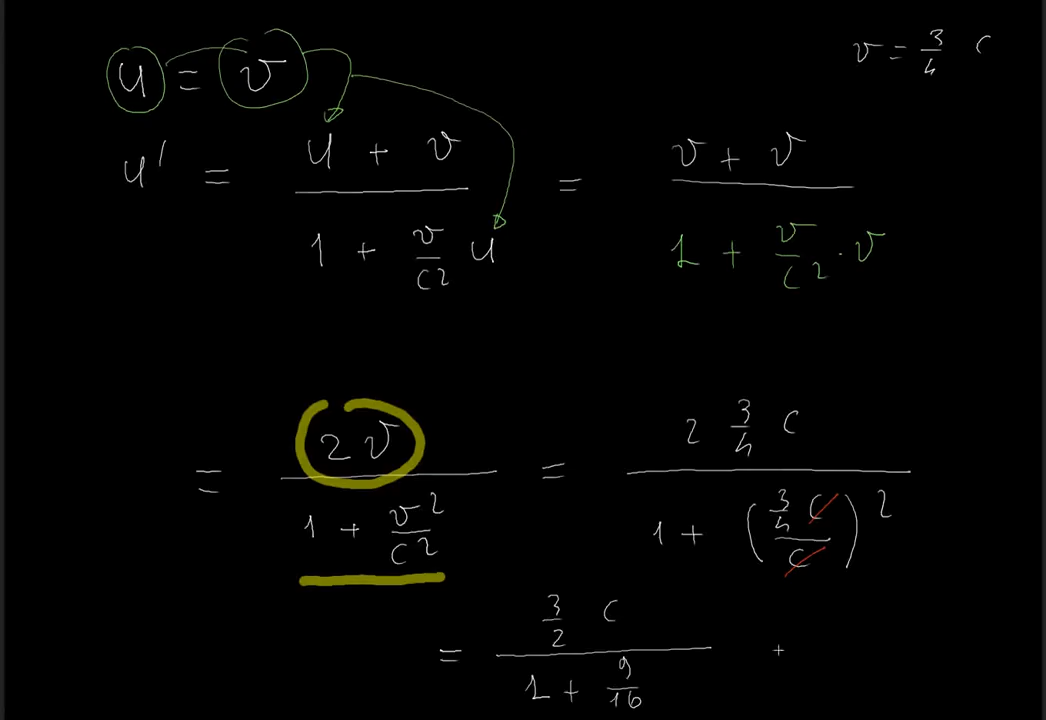 u = v
v = 3/4 c
u' = (u + v) / (1 + v/c² u) = (v + v) / (1 + v/c² · v)
= 2v / (1 + v²/c²) = (2 3/4 c) / (1 + (3/4 c / c)²)
= (3/2 c) / (1 + 9/16) +